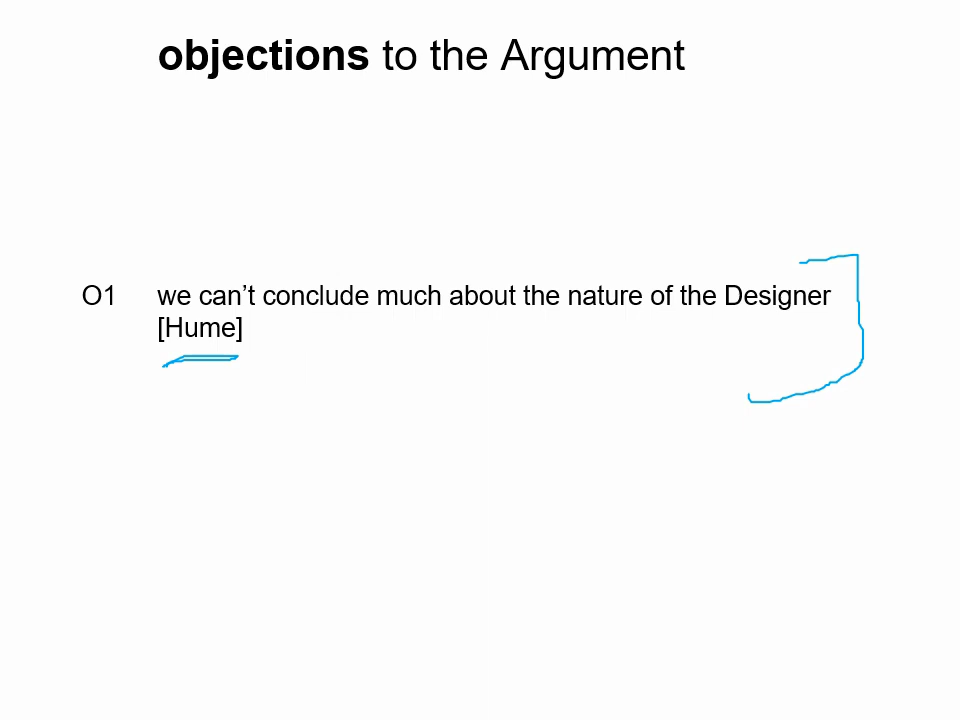 objections to the Argument
O1 we can’t conclude much about the nature of the Designer
[Hume]